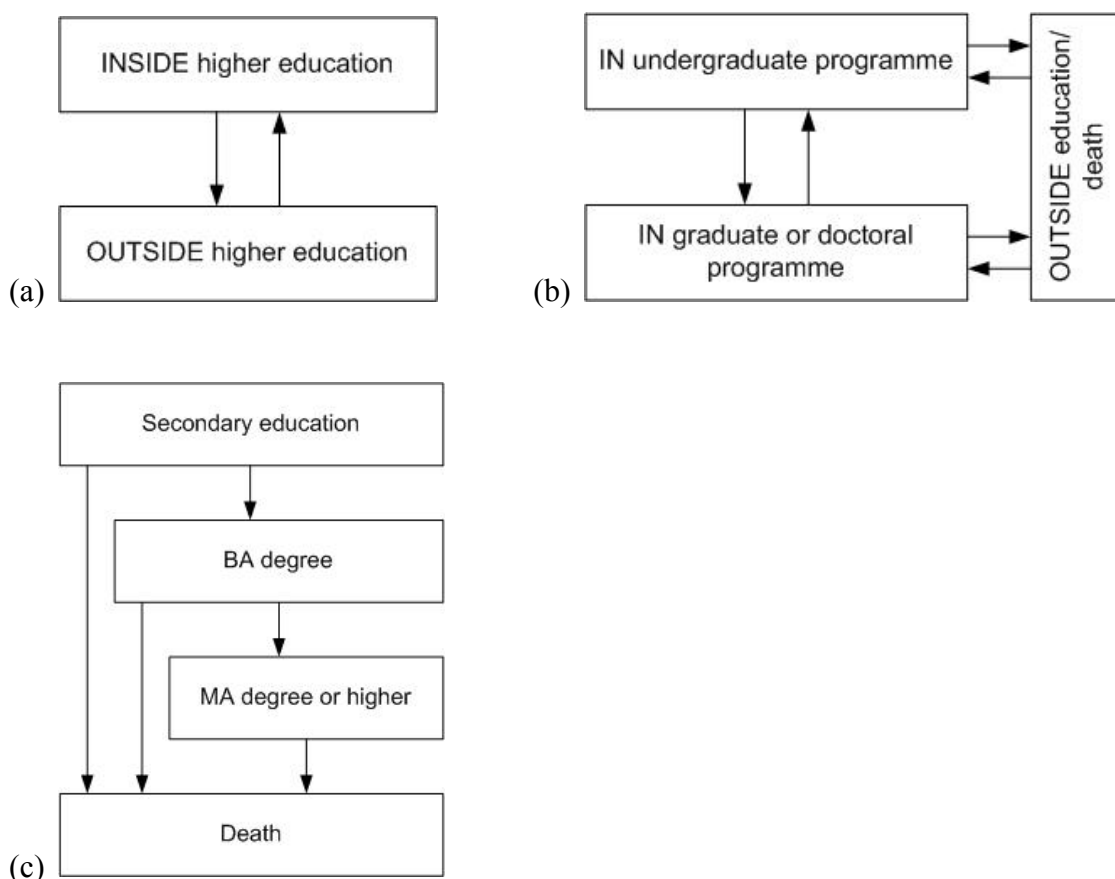 INSIDE higher education
OUTSIDE higher education
(a)
IN undergraduate programme
IN graduate or doctoral
programme
OUTSIDE education/
death
(b)
Secondary education
BA degree
MA degree or higher
Death
(c)